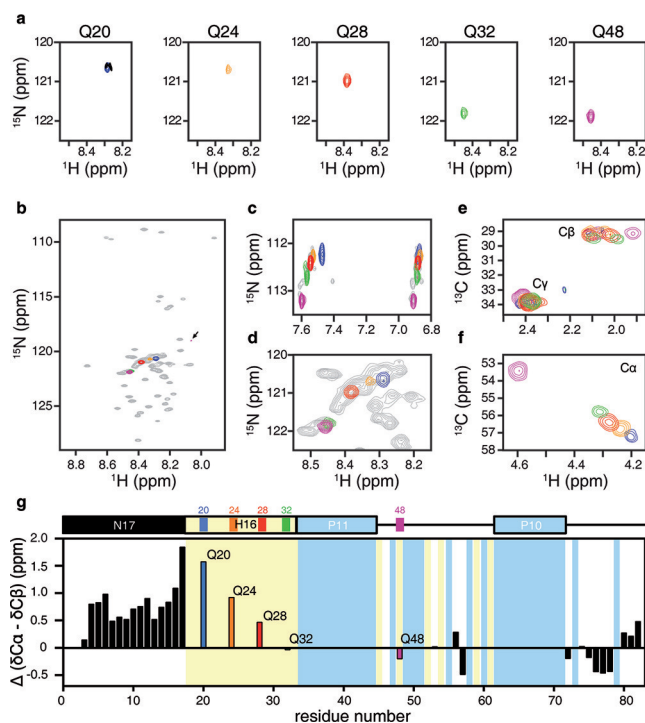 a
Q20 Q24 Q28 Q32 Q48
120 120 120 120 120
121 121 121 121 121
122 122 122 122 122
¹⁵N (ppm)
8.4 8.2 8.4 8.2 8.4 8.2 8.4 8.2 8.4 8.2
¹H (ppm) ¹H (ppm) ¹H (ppm) ¹H (ppm) ¹H (ppm)
b
110
115
120
125
¹⁵N (ppm)
8.8 8.6 8.4 8.2 8.0
¹H (ppm)
c
112
113
¹⁵N (ppm)
7.6 7.4 7.2 7.0 6.8
d
120
121
122
¹⁵N (ppm)
8.5 8.4 8.3 8.2
¹H (ppm)
e
Cβ
Cγ
29
30
31
32
33
34
¹³C (ppm)
2.4 2.2 2.0
f
Cα
53
54
55
56
57
58
¹³C (ppm)
4.6 4.4 4.2
¹H (ppm)
g
20 24 28 32 48
N17 H16 P11 P10
2.0
1.5
1.0
0.5
0.0
-0.5
Δ (δCα - δCβ) (ppm)
Q20
Q24
Q28
Q32
Q48
0 10 20 30 40 50 60 70 80
residue number